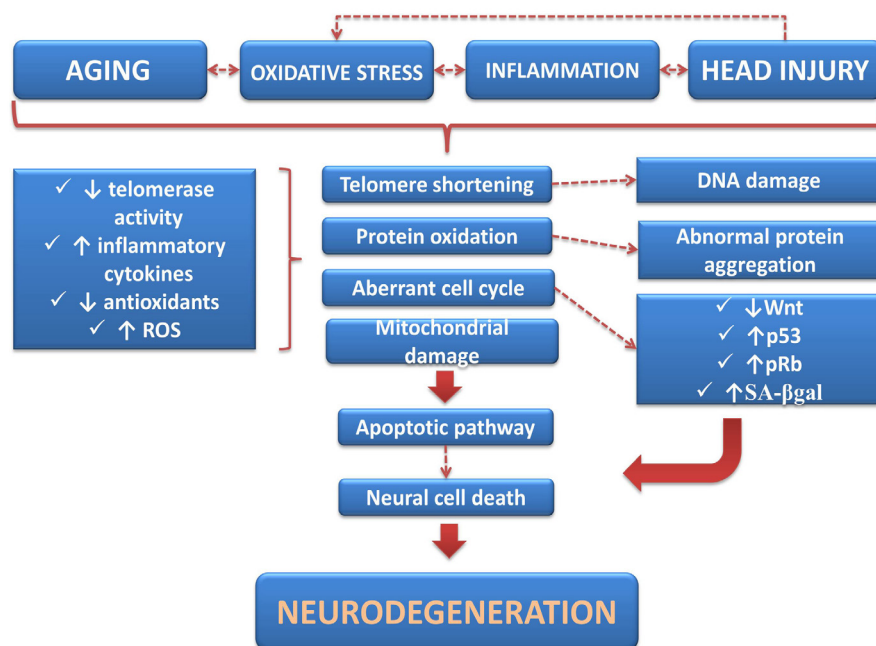 AGING
OXIDATIVE STRESS
INFLAMMATION
HEAD INJURY
✓ ↓ telomerase
activity
✓ ↑ inflammatory
cytokines
✓ ↓ antioxidants
✓ ↑ ROS
Telomere shortening
Protein oxidation
Aberrant cell cycle
Mitochondrial
damage
DNA damage
Abnormal protein
aggregation
✓ ↓Wnt
✓ ↑p53
✓ ↑pRb
✓ ↑SA-βgal
Apoptotic pathway
Neural cell death
NEURODEGENERATION